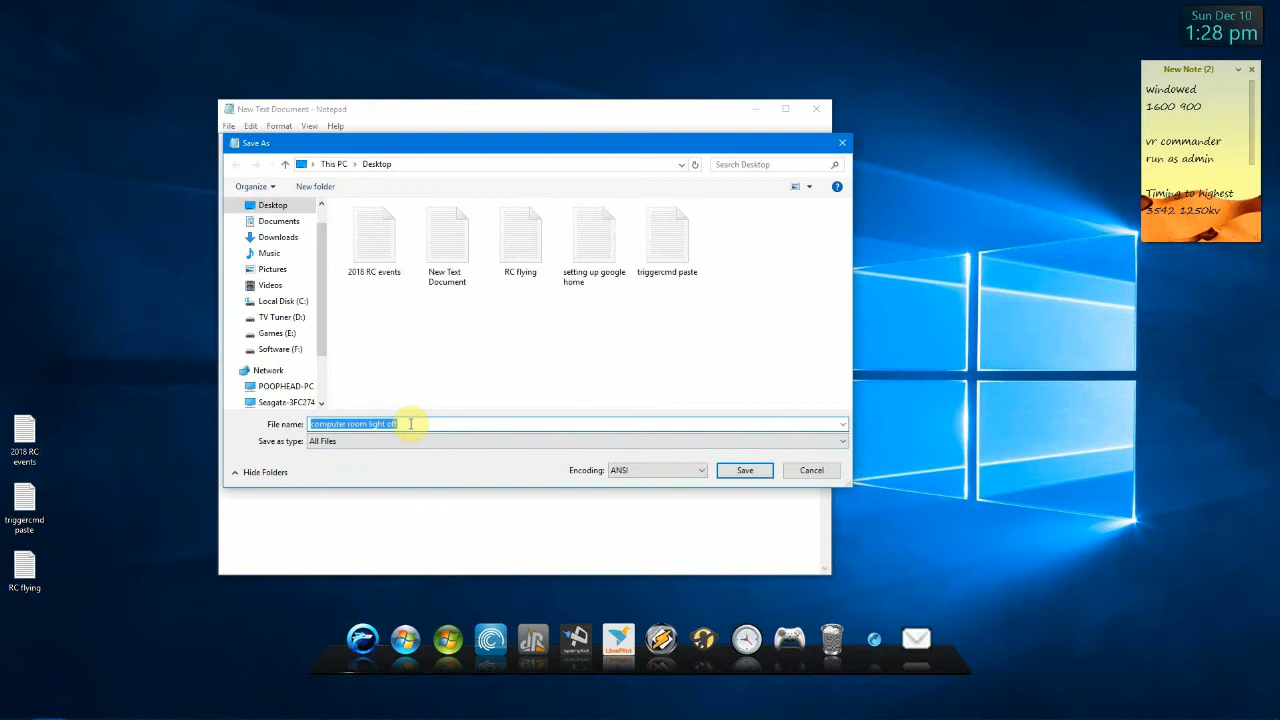 Sun Dec 10
1:28 pm
New Note (2)
Windowed
1600 900
vr commander
run as admin
Timing to highest
3542 1250kv
New Text Document - Notepad
File Edit Format View Help
Save As
This PC > Desktop
Search Desktop
Organize
New folder
Desktop
Documents
Downloads
Music
Pictures
Videos
Local Disk (C:)
TV Tuner (D:)
Games (E:)
Software (F:)
Network
POOPHEAD-PC
Seagate-3FC274
2018 RC events
New Text
Document
RC flying
setting up google
home
triggercmd paste
File name: computer room light off
Save as type: All Files
Hide Folders
Encoding: ANSI
Save
Cancel
2018 RC
events
triggercmd
paste
RC flying
openpilot
LibrePilot